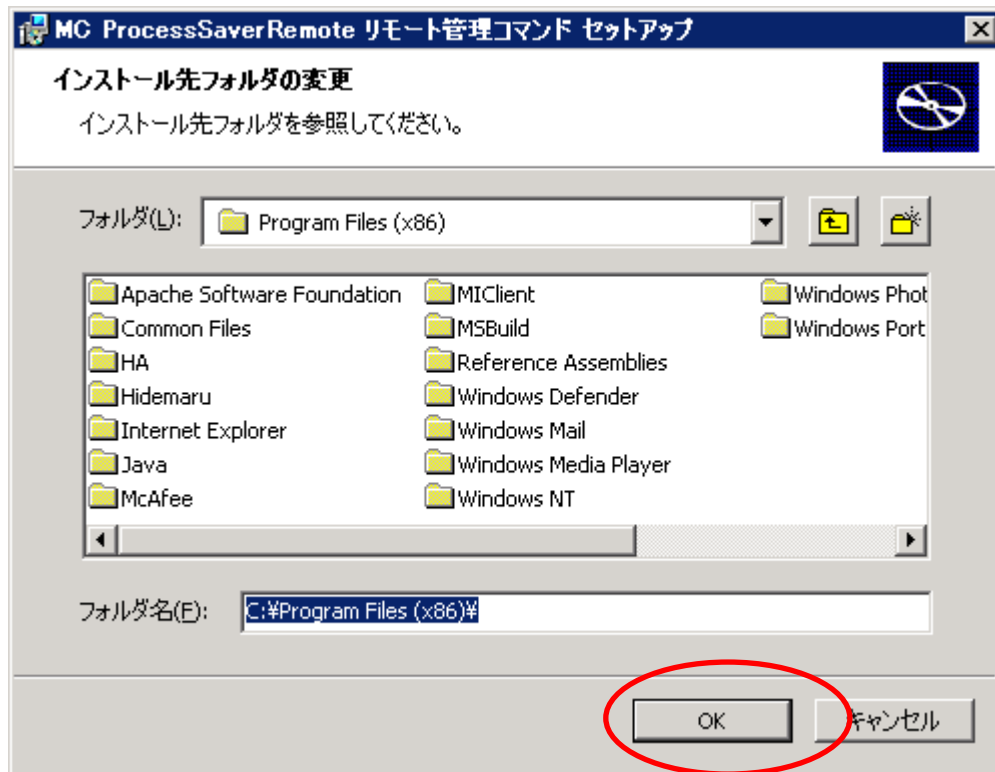 MC ProcessSaverRemote リモート管理コマンド セットアップ
インストール先フォルダの変更
インストール先フォルダを参照してください。
フォルダ(L): Program Files (x86)
Apache Software Foundation MIClient Windows Phot
Common Files MSBuild Windows Port
HA Reference Assemblies
Hidemaru Windows Defender
Internet Explorer Windows Mail
Java Windows Media Player
McAfee Windows NT
フォルダ名(F): C:¥Program Files (x86)¥
OK キャンセル